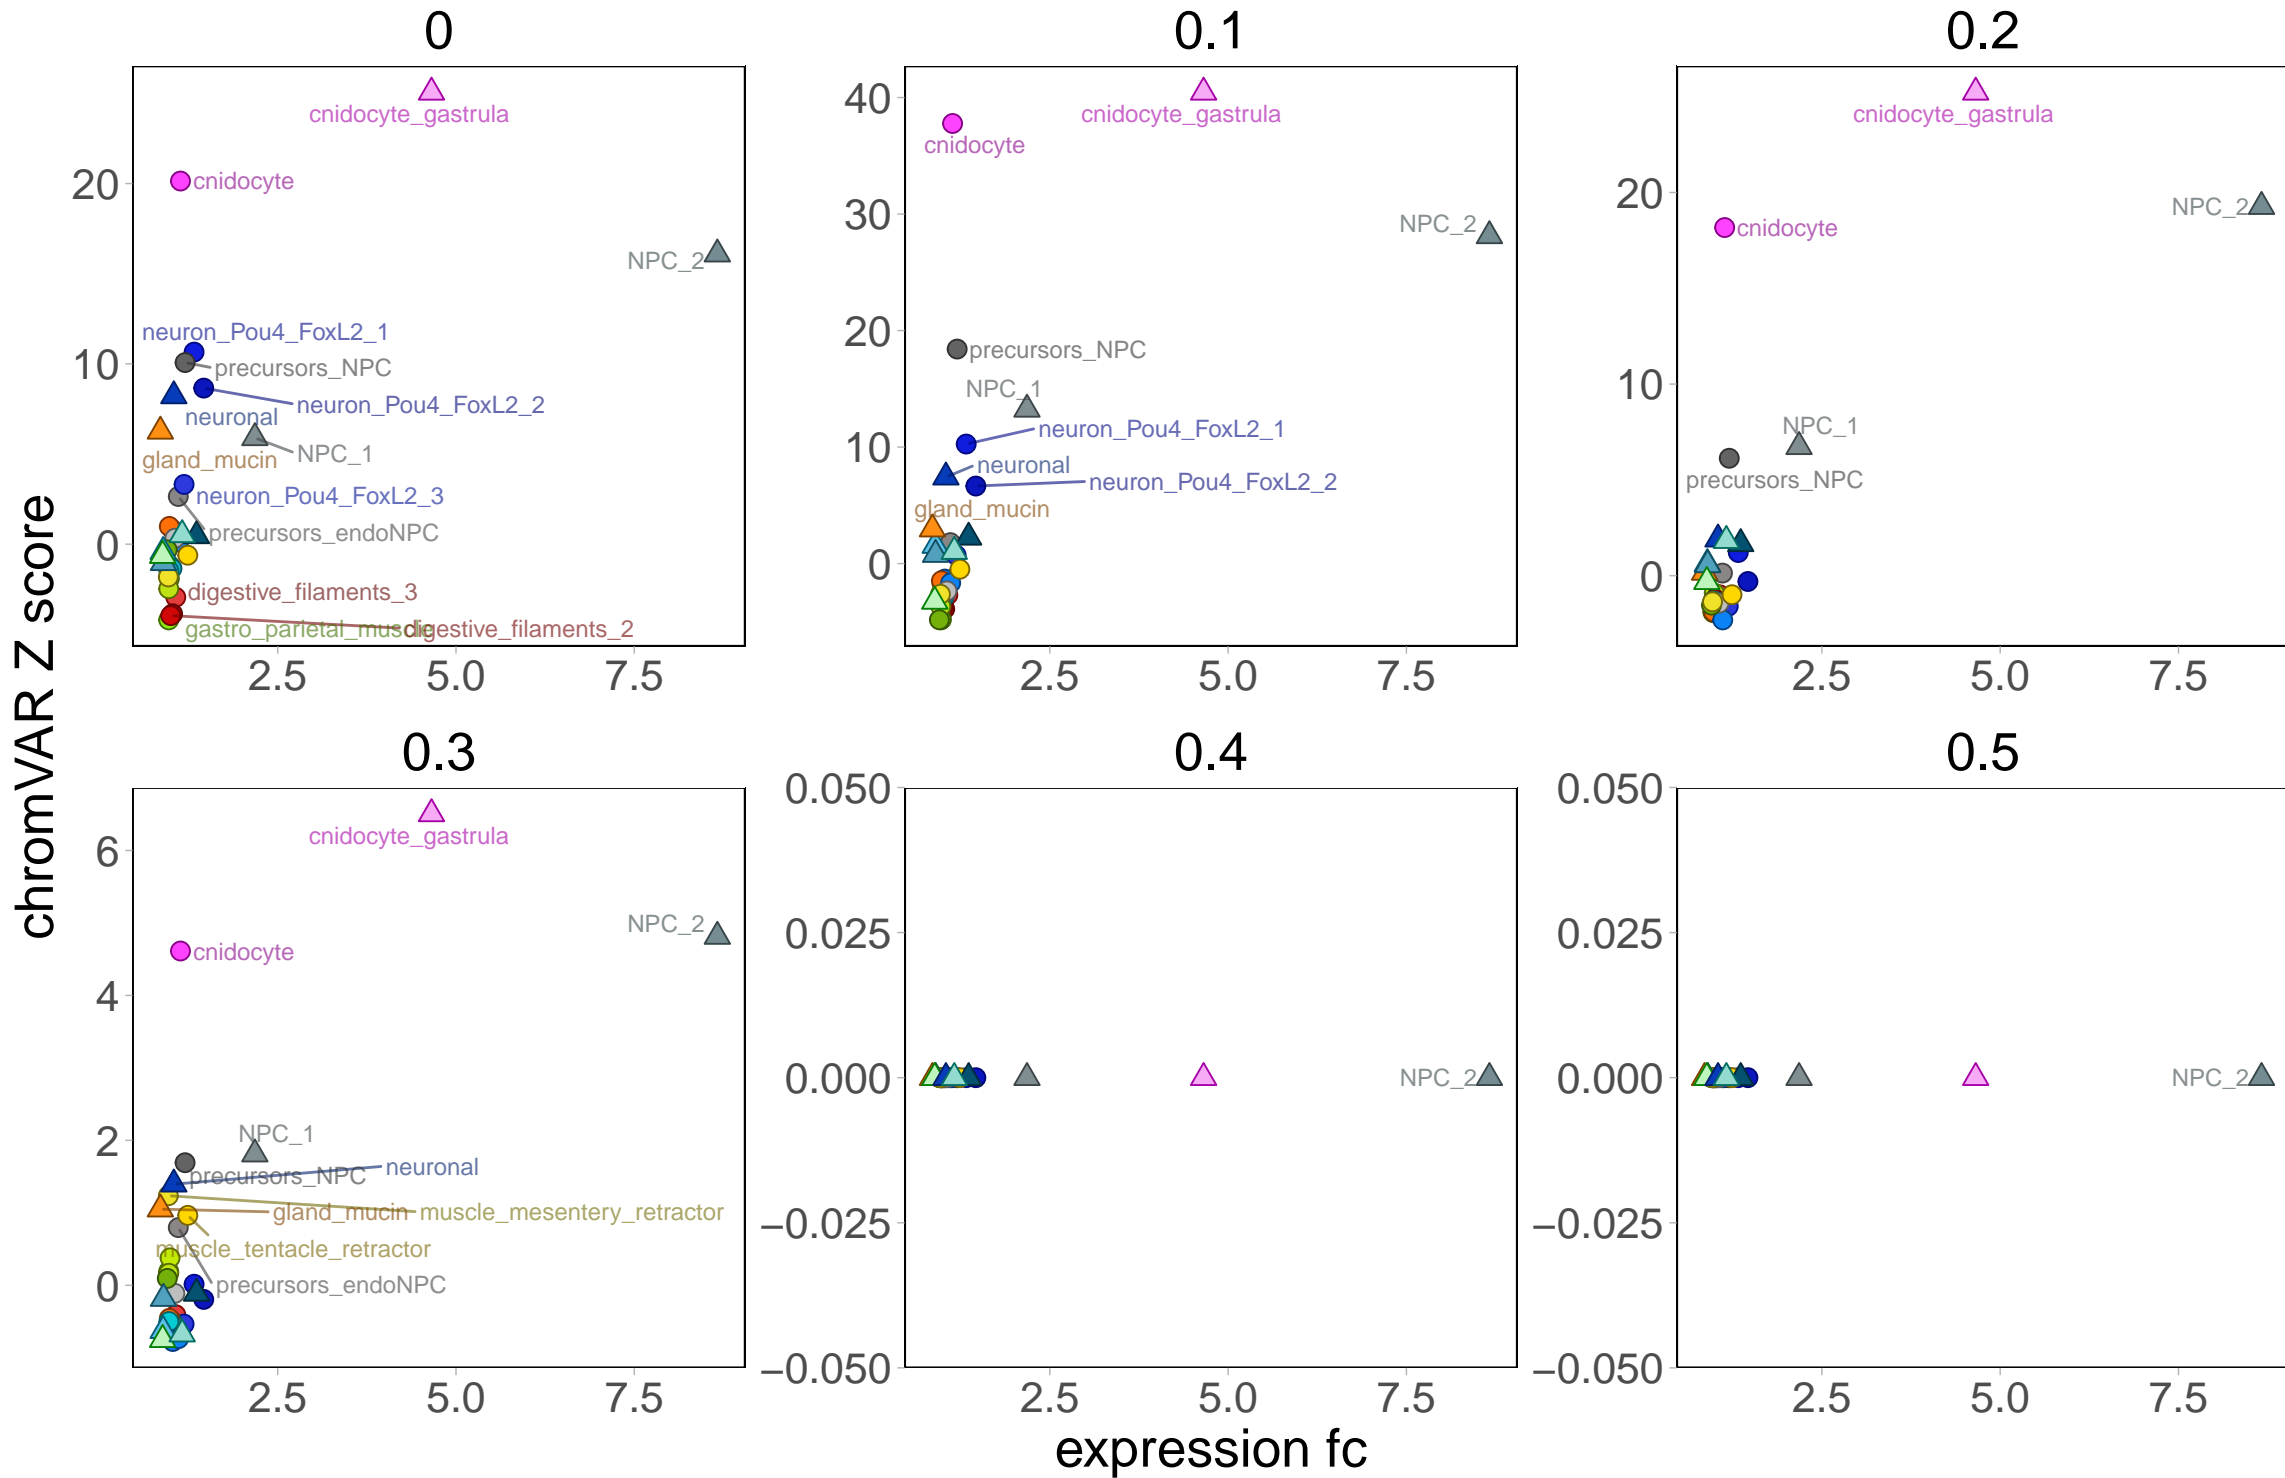 0
0.1
0.2
cnidocyte_gastrula
cnidocyte
NPC_2
neuron_Pou4_FoxL2_1
precursors_NPC
neuron_Pou4_FoxL2_2
neuronal
NPC_1
gland_mucin
neuron_Pou4_FoxL2_3
precursors_endoNPC
digestive_filaments_3
gastro_parietal_muscle
digestive_filaments_2
20
10
0
2.5 5.0 7.5
cnidocyte_gastrula
cnidocyte
NPC_2
precursors_NPC
NPC_1
neuron_Pou4_FoxL2_1
neuronal
neuron_Pou4_FoxL2_2
gland_mucin
40
30
20
10
0
2.5 5.0 7.5
cnidocyte_gastrula
NPC_2
cnidocyte
NPC_1
precursors_NPC
20
10
0
2.5 5.0 7.5
chromVAR Z score
0.3
0.4
0.5
cnidocyte_gastrula
NPC_2
cnidocyte
NPC_1
neuronal
precursors_NPC
gland_mucin
muscle_mesentery_retractor
muscle_tentacle_retractor
precursors_endoNPC
6
4
2
0
2.5 5.0 7.5
0.050
0.025
0.000
−0.025
−0.050
NPC_2
2.5 5.0 7.5
0.050
0.025
0.000
−0.025
−0.050
NPC_2
2.5 5.0 7.5
expression fc